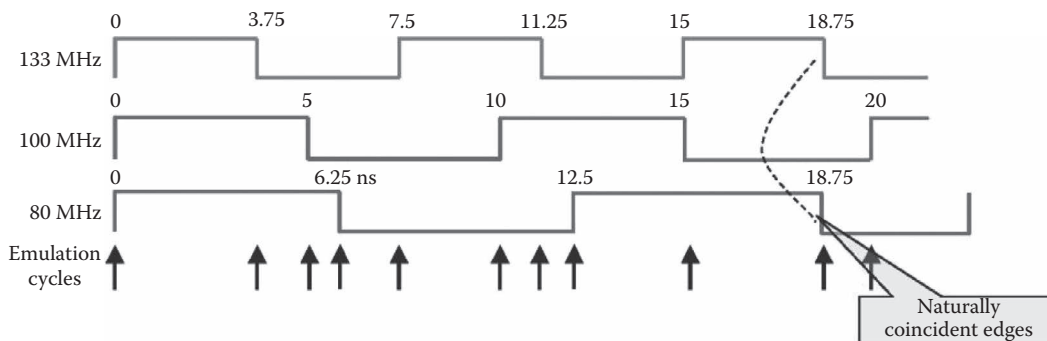 0 3.75 7.5 11.25 15 18.75
133 MHz
0 5 10 15 20
100 MHz
0 6.25 ns 12.5 18.75
80 MHz
Emulation
cycles
Naturally
coincident edges